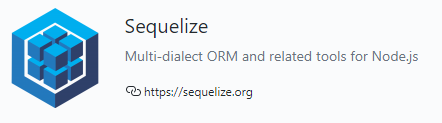 Sequelize
Multi-dialect ORM and related tools for Node.js
https://sequelize.org